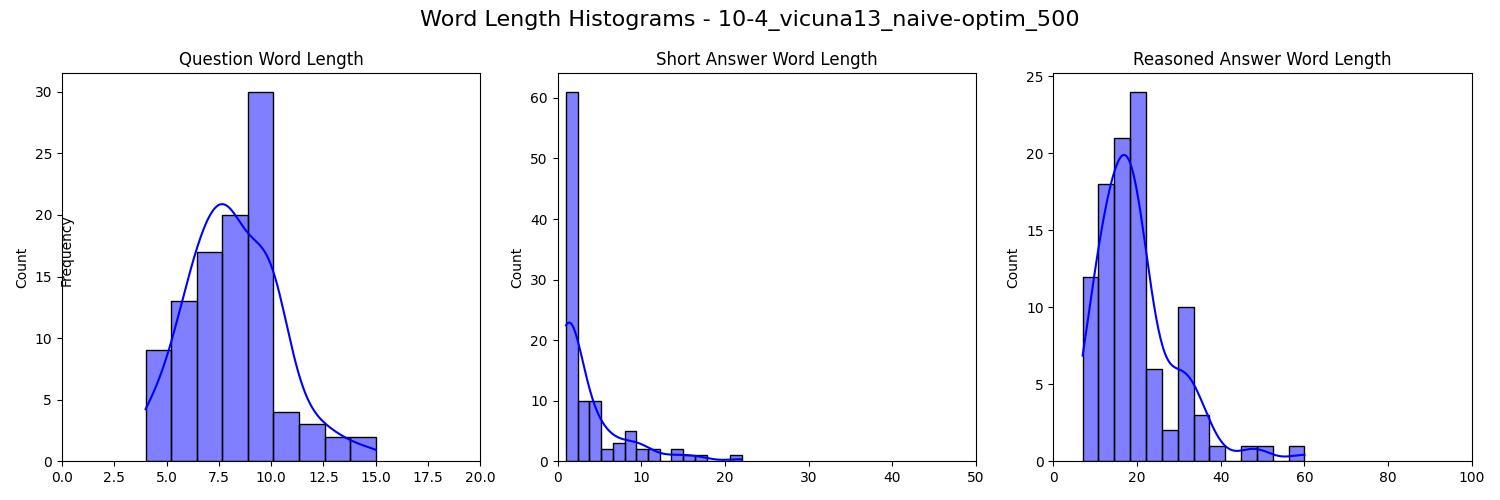 Word Length Histograms - 10-4_vicuna13_naive-optim_500
Question Word Length
Count
Frequency
30
25
20
15
10
5
0
0.0 2.5 5.0 7.5 10.0 12.5 15.0 17.5 20.0
Short Answer Word Length
Count
60
50
40
30
20
10
0
0 10 20 30 40 50
Reasoned Answer Word Length
Count
25
20
15
10
5
0
0 20 40 60 80 100